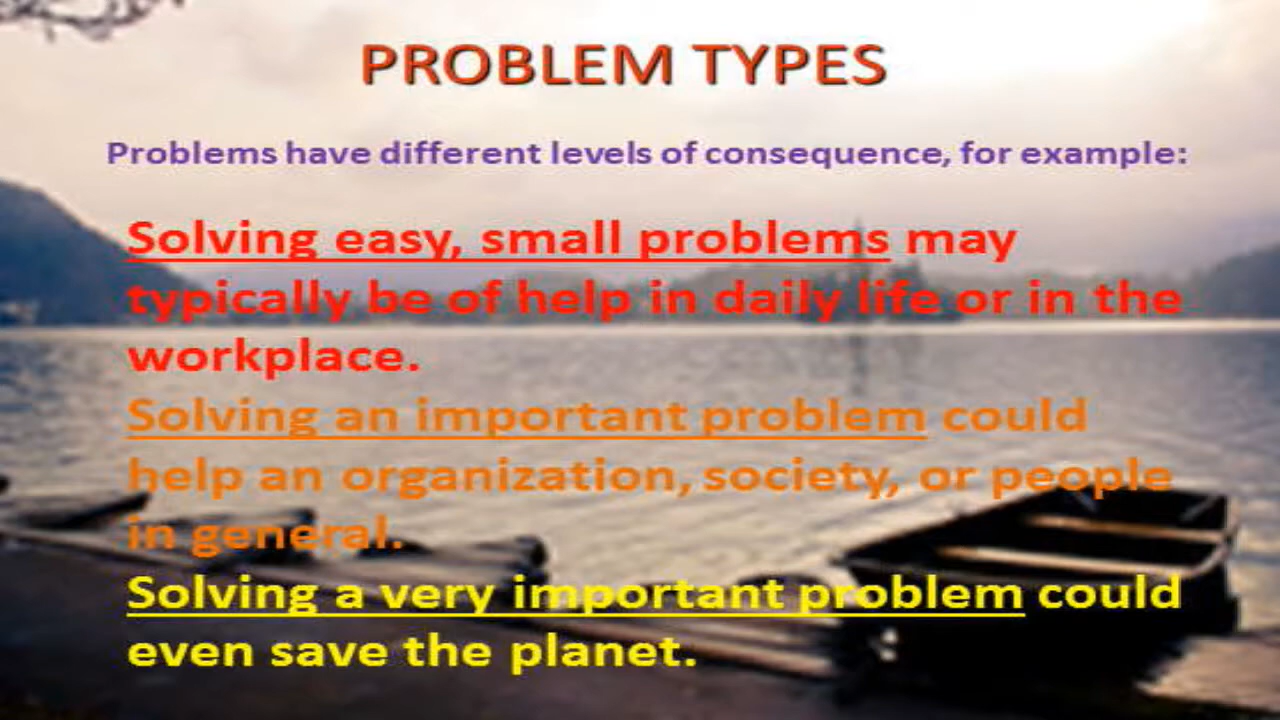 PROBLEM TYPES
Problems have different levels of consequence, for example:
Solving easy, small problems may
typically be of help in daily life or in the
workplace.
Solving an important problem could
help an organization, society, or people
in general.
Solving a very important problem could
even save the planet.